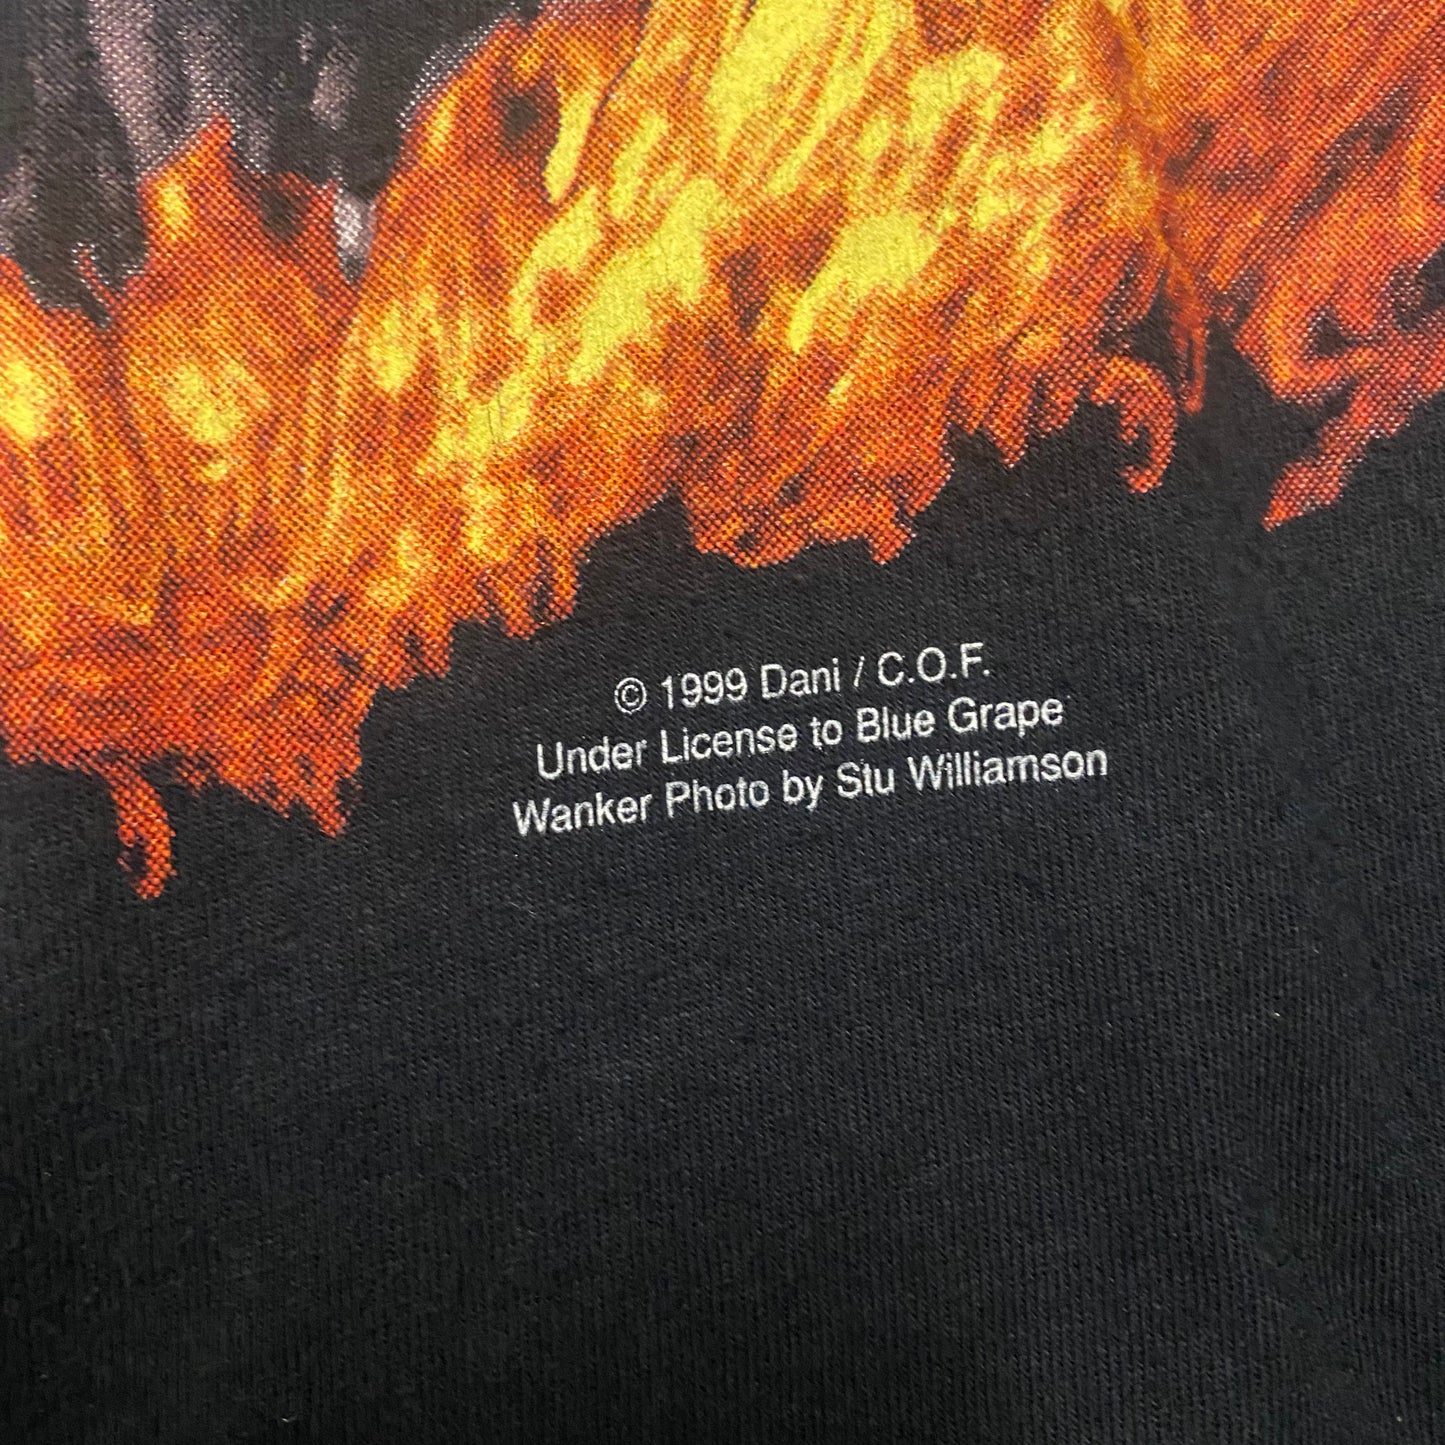 © 1999 Dani / C.O.F.
Under License to Blue Grape
Wanker Photo by Stu Williamson